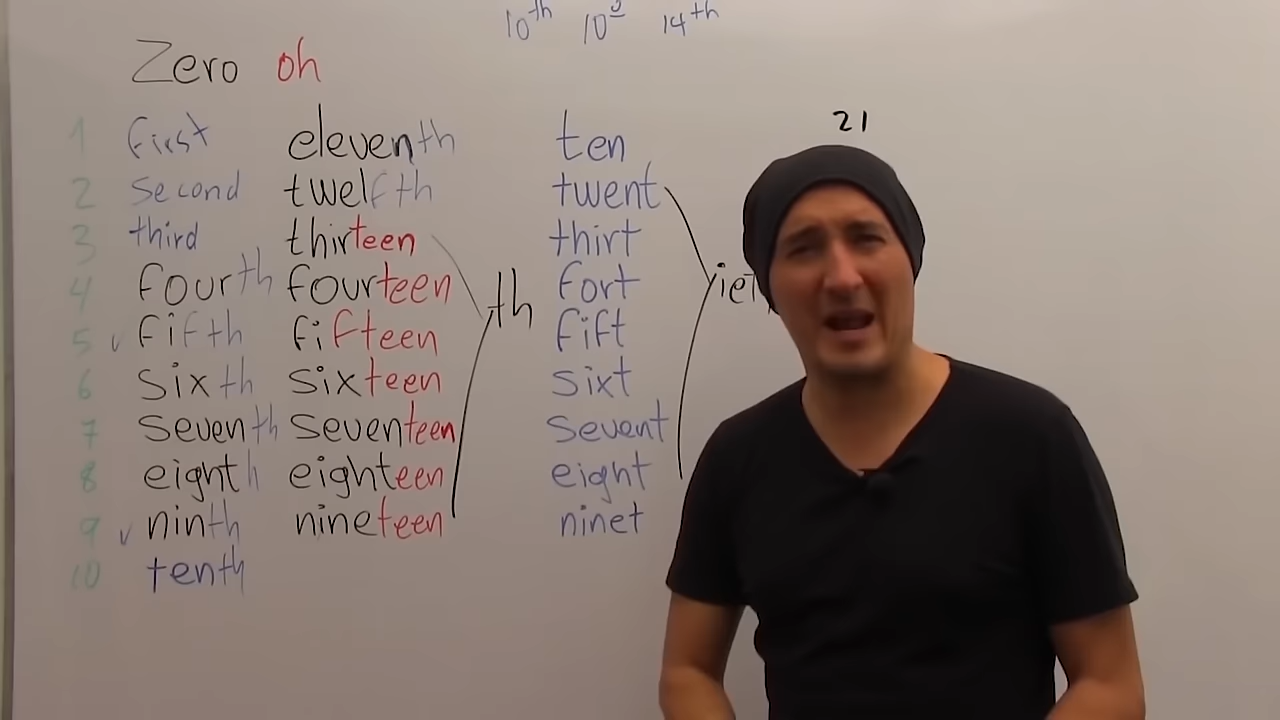 10th 10º 14th
Zero oh
21
1 first eleventh ten
2 second twelfth twent
3 third thirteen thirt
4 fourth fourteen th fort iet
5 fifth fifteen fift
6 sixth sixteen sixt
7 seventh seventeen sevent
8 eighth eighteen eight
9 ninth nineteen ninet
10 tenth